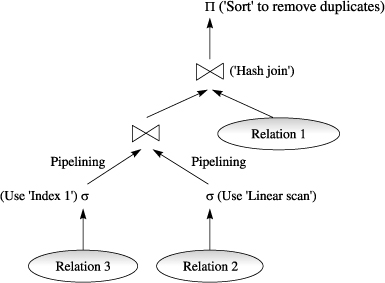 Π ('Sort' to remove duplicates)
('Hash join')
Relation 1
Pipelining Pipelining
(Use 'Index 1') σ σ (Use 'Linear scan')
Relation 3 Relation 2